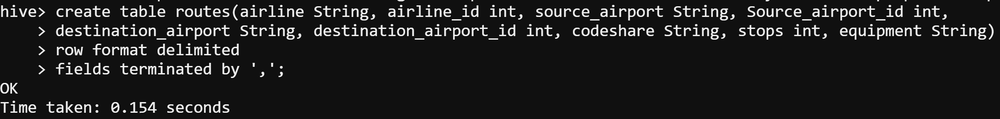 hive> create table routes(airline String, airline_id int, source_airport String, Source_airport_id int,
    > destination_airport String, destination_airport_id int, codeshare String, stops int, equipment String)
    > row format delimited
    > fields terminated by ',';
OK
Time taken: 0.154 seconds